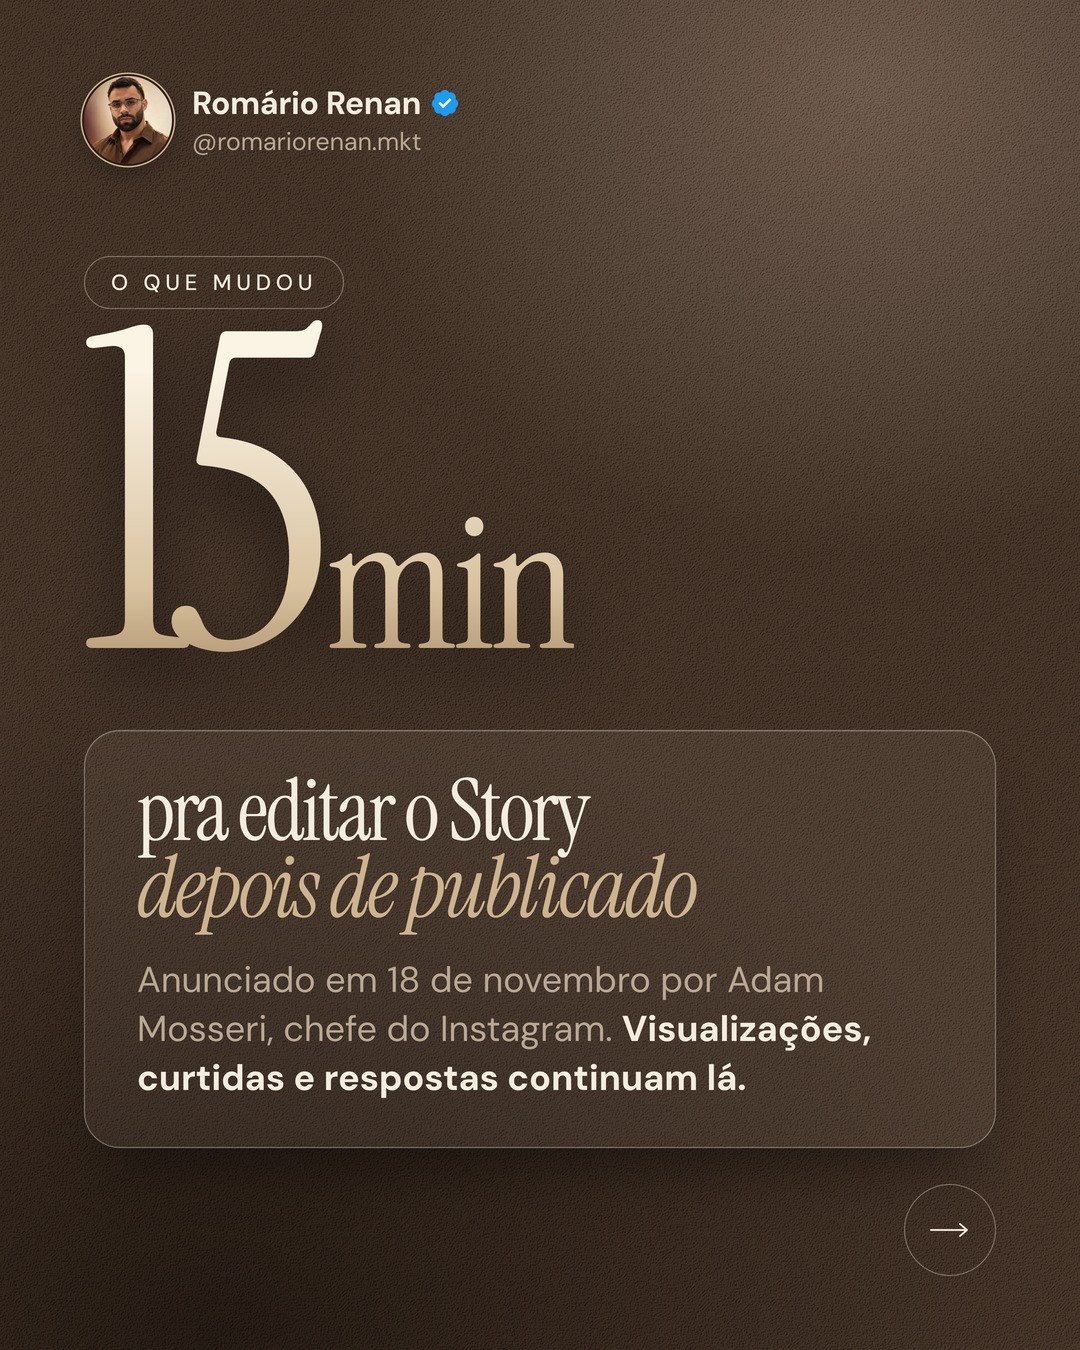 Romário Renan
@romariorenan.mkt
O QUE MUDOU
15min
pra editar o Story
depois de publicado
Anunciado em 18 de novembro por Adam
Mosseri, chefe do Instagram. Visualizações,
curtidas e respostas continuam lá.